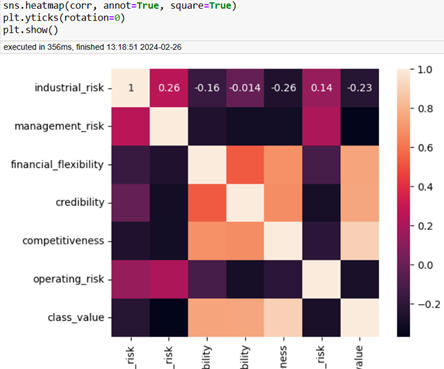 sns.heatmap(corr, annot=True, square=True)
plt.yticks(rotation=0)
plt.show()
executed in 356ms, finished 13:18:51 2024-02-26
industrial_risk 1 0.26 -0.16 -0.014 -0.26 0.14 -0.23
management_risk
financial_flexibility
credibility
competitiveness
operating_risk
class_value
1.0
0.8
0.6
0.4
0.2
0.0
−0.2
_risk
_risk
bility
bility
ness
_risk
value